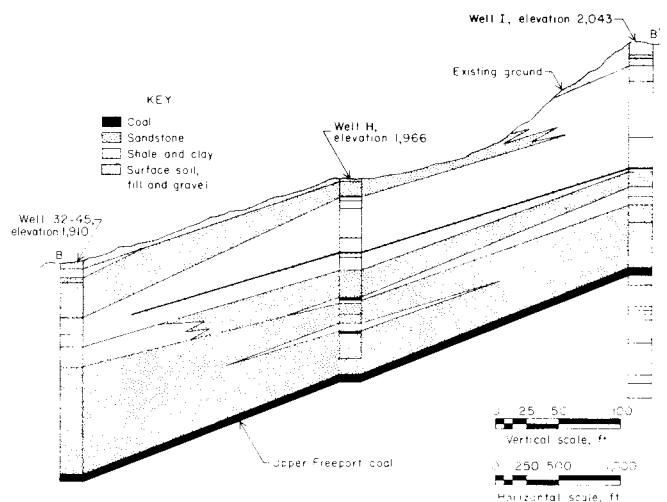 Well I, elevation 2,043
B'
Existing ground
KEY
Coal
Sandstone
Shale and clay
Surface soil,
fill and gravel
Well H,
elevation 1,966
Well 32-45,
elevation 1,910
B
Upper Freeport coal
0 25 50 100
Vertical scale, ft
0 250 500 1,000
Horizontal scale, ft